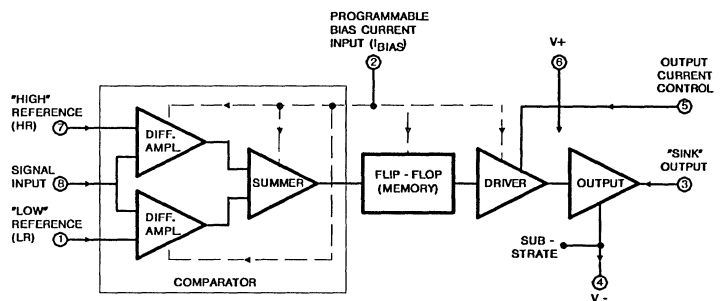 PROGRAMMABLE
BIAS CURRENT
INPUT (IBIAS)
2
V+
6
OUTPUT
CURRENT
CONTROL
5
"HIGH"
REFERENCE
(HR)
7
DIFF.
AMPL.
SIGNAL
INPUT
8
SUMMER
FLIP - FLOP
(MEMORY)
DRIVER
OUTPUT
"SINK"
OUTPUT
3
"LOW"
REFERENCE
(LR)
1
DIFF.
AMPL.
COMPARATOR
SUB -
STRATE
4
V -